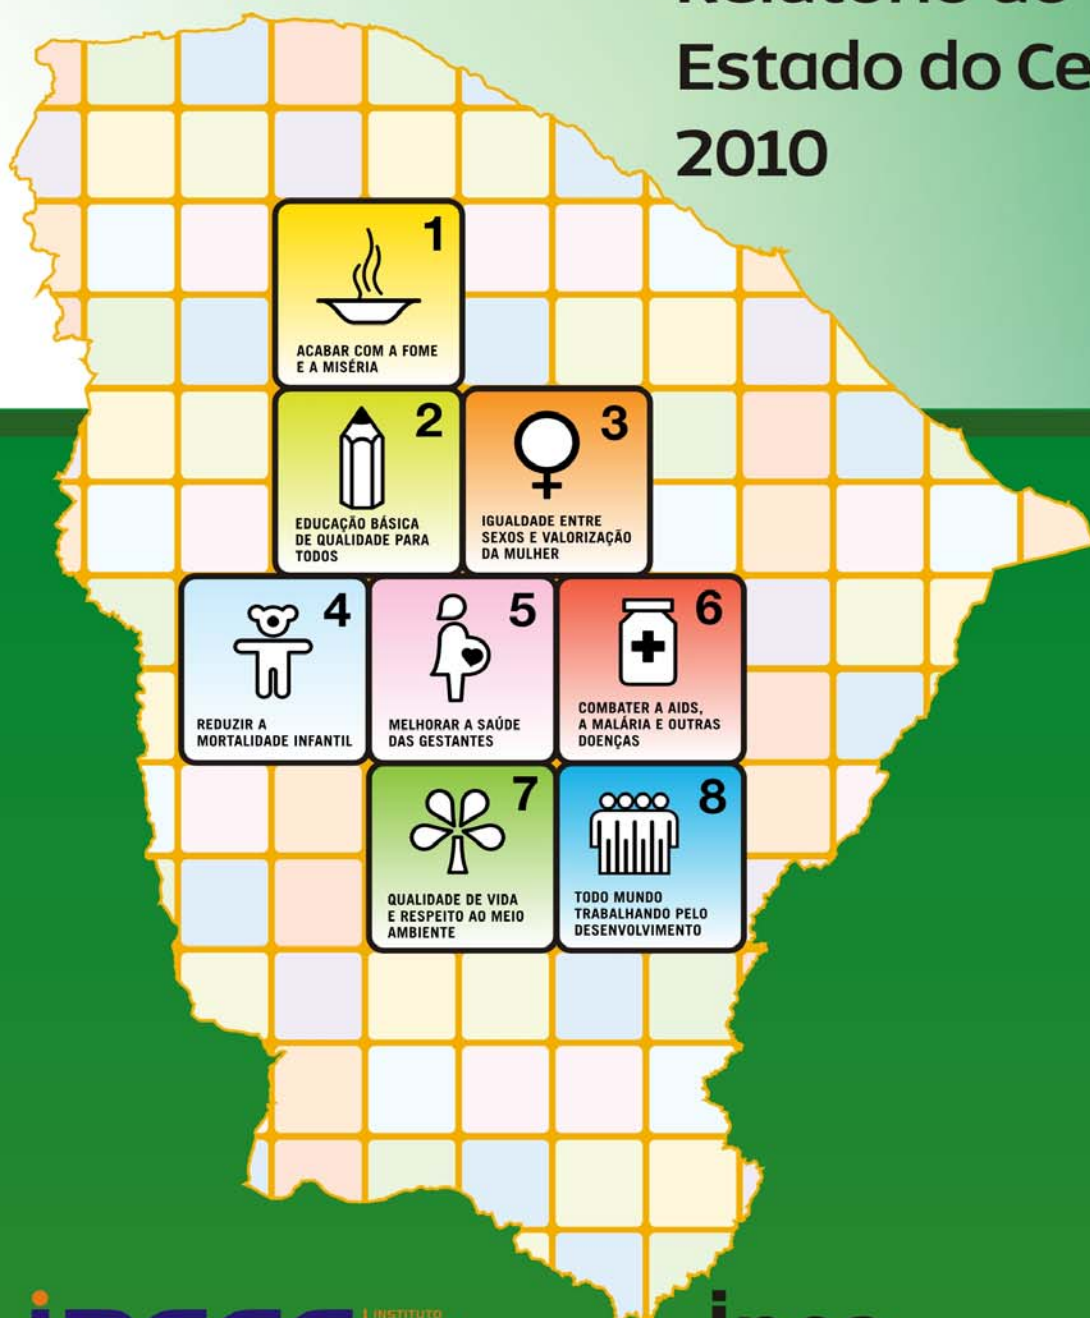 Estado do Ce
2010
1
ACABAR COM A FOME
E A MISÉRIA
2
EDUCAÇÃO BÁSICA
DE QUALIDADE PARA
TODOS
3
IGUALDADE ENTRE
SEXOS E VALORIZAÇÃO
DA MULHER
4
REDUZIR A
MORTALIDADE INFANTIL
5
MELHORAR A SAÚDE
DAS GESTANTES
6
COMBATER A AIDS,
A MALÁRIA E OUTRAS
DOENÇAS
7
QUALIDADE DE VIDA
E RESPEITO AO MEIO
AMBIENTE
8
TODO MUNDO
TRABALHANDO PELO
DESENVOLVIMENTO
INSTITUTO